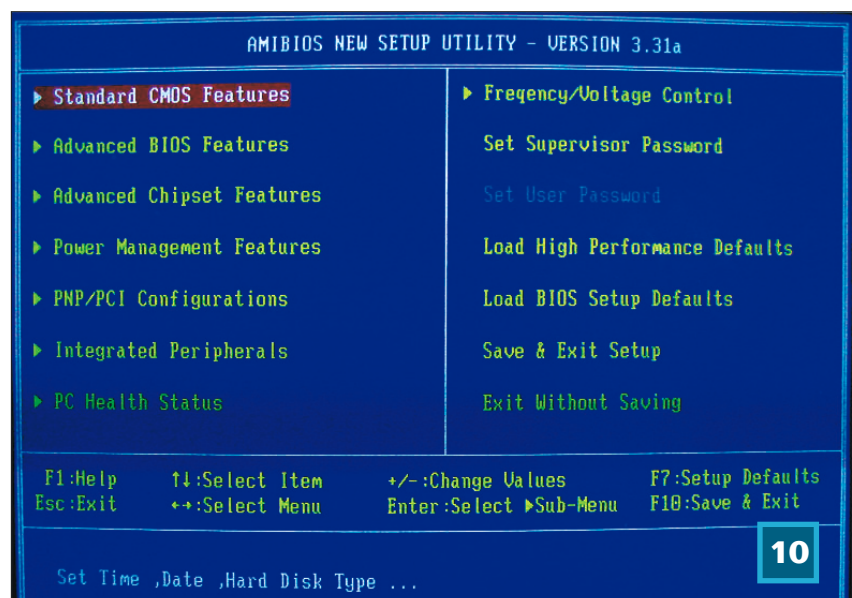 AMIBIOS NEW SETUP UTILITY - VERSION 3.31a
▶ Standard CMOS Features
▶ Advanced BIOS Features
▶ Advanced Chipset Features
▶ Power Management Features
▶ PNP/PCI Configurations
▶ Integrated Peripherals
▶ PC Health Status
▶ Freqency/Voltage Control
Set Supervisor Password
Set User Password
Load High Performance Defaults
Load BIOS Setup Defaults
Save & Exit Setup
Exit Without Saving
F1:Help ↑↓:Select Item +/-:Change Values F7:Setup Defaults
Esc:Exit ←→:Select Menu Enter:Select ▶Sub-Menu F10:Save & Exit
Set Time ,Date ,Hard Disk Type ...
10